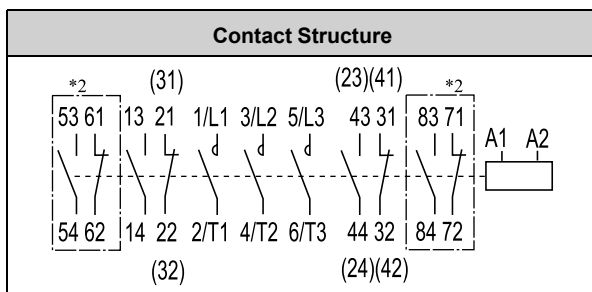 Contact Structure
*2 (31) (23)(41) *2
53 61 13 21 1/L1 3/L2 5/L3 43 31 83 71 A1 A2
54 62 14 22 2/T1 4/T2 6/T3 44 32 84 72
(32) (24)(42)